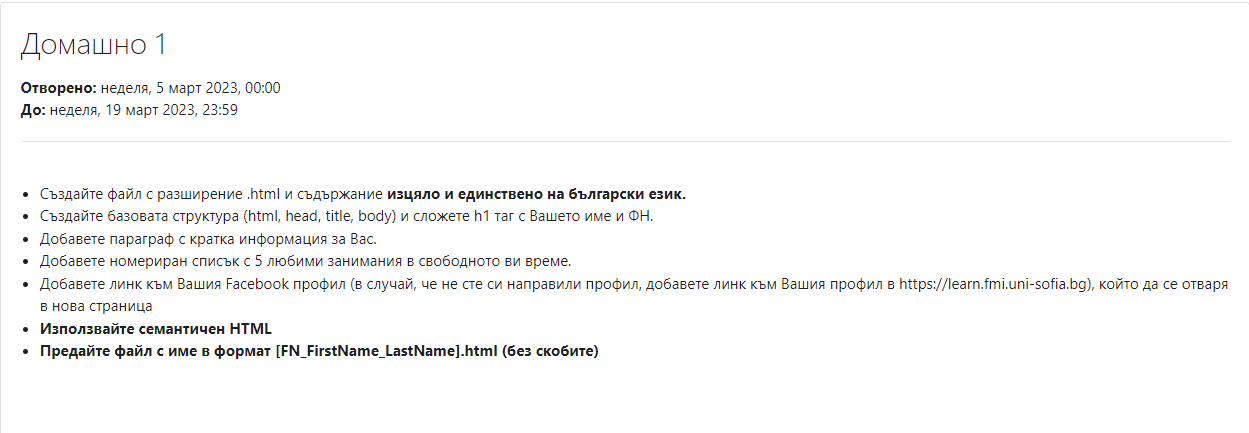 Домашно 1
Отворено: неделя, 5 март 2023, 00:00
До: неделя, 19 март 2023, 23:59
• Създайте файл с разширение .html и съдържание изцяло и единствено на български език.
• Създайте базовата структура (html, head, title, body) и сложете h1 таг с Вашето име и ФН.
• Добавете параграф с кратка информация за Вас.
• Добавете номериран списък с 5 любими занимания в свободното ви време.
• Добавете линк към Вашия Facebook профил (в случай, че не сте си направили профил, добавете линк към Вашия профил в https://learn.fmi.uni-sofia.bg), който да се отваря
в нова страница
• Използвайте семантичен HTML
• Предайте файл с име в формат [FN_FirstName_LastName].html (без скобите)